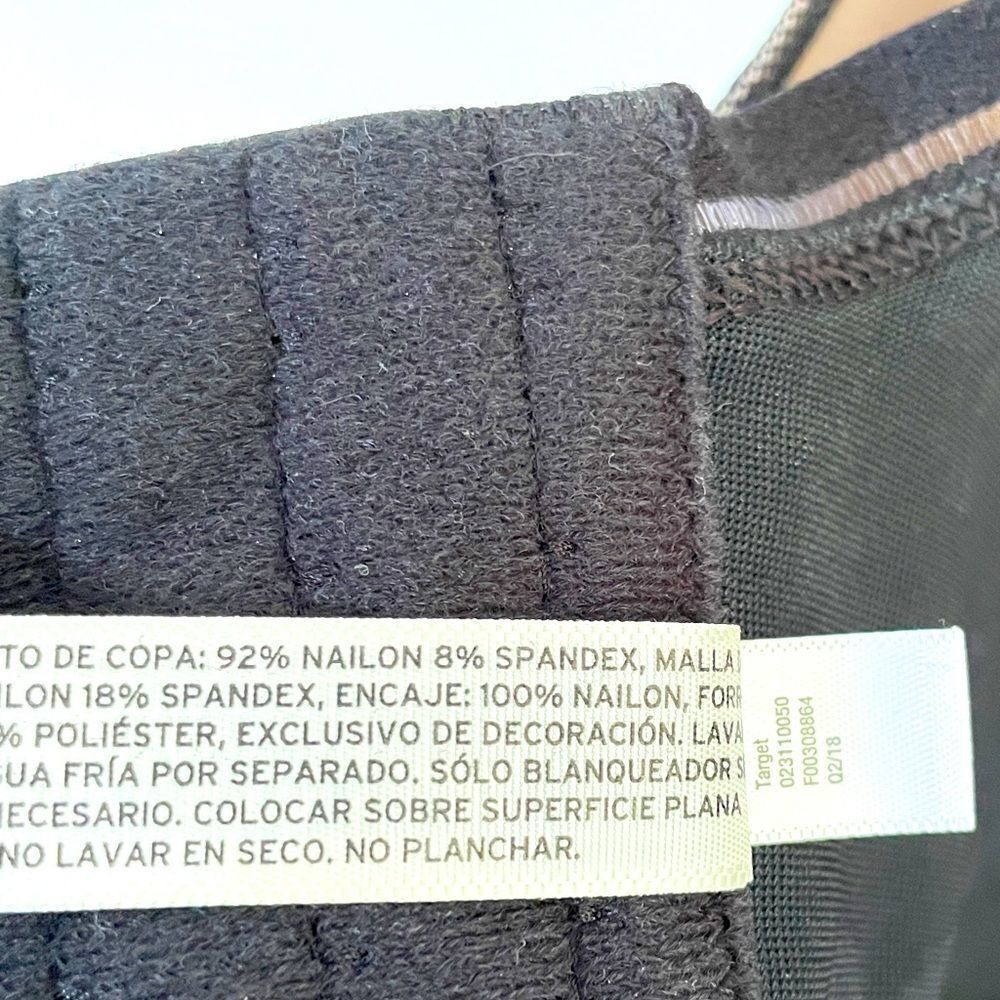 TO DE COPA: 92% NAILON 8% SPANDEX, MALLA
ILON 18% SPANDEX, ENCAJE: 100% NAILON, FORR
% POLIÉSTER, EXCLUSIVO DE DECORACIÓN. LAVA
GUA FRÍA POR SEPARADO. SÓLO BLANQUEADOR S
NECESARIO. COLOCAR SOBRE SUPERFICIE PLANA
NO LAVAR EN SECO. NO PLANCHAR.
Target
023110050
F00308864
02/18